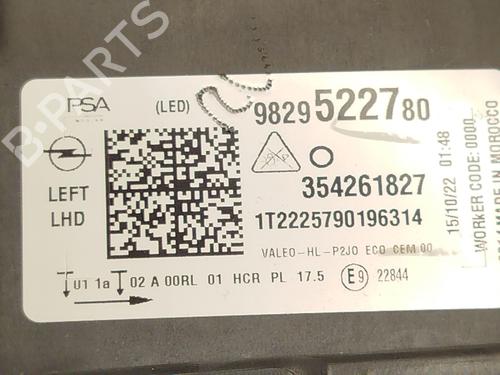 B-PARTS
PSA
(LED)
9829522780
LEFT
LHD
354261827
1T2225790196314
VALEO-HL-P2JO ECO CEM 00
UT 1a 02 A 00RL 01 HCR PL 17.5 E9 22844
15/10/22 01:48
WORKER CODE: 0000
MADE IN MOROCCO